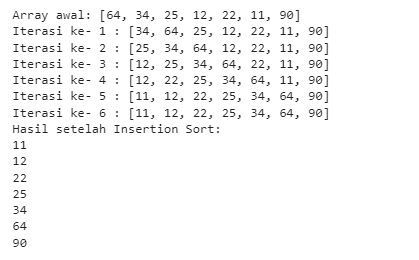 Array awal: [64, 34, 25, 12, 22, 11, 90]
Iterasi ke- 1 : [34, 64, 25, 12, 22, 11, 90]
Iterasi ke- 2 : [25, 34, 64, 12, 22, 11, 90]
Iterasi ke- 3 : [12, 25, 34, 64, 22, 11, 90]
Iterasi ke- 4 : [12, 22, 25, 34, 64, 11, 90]
Iterasi ke- 5 : [11, 12, 22, 25, 34, 64, 90]
Iterasi ke- 6 : [11, 12, 22, 25, 34, 64, 90]
Hasil setelah Insertion Sort:
11
12
22
25
34
64
90